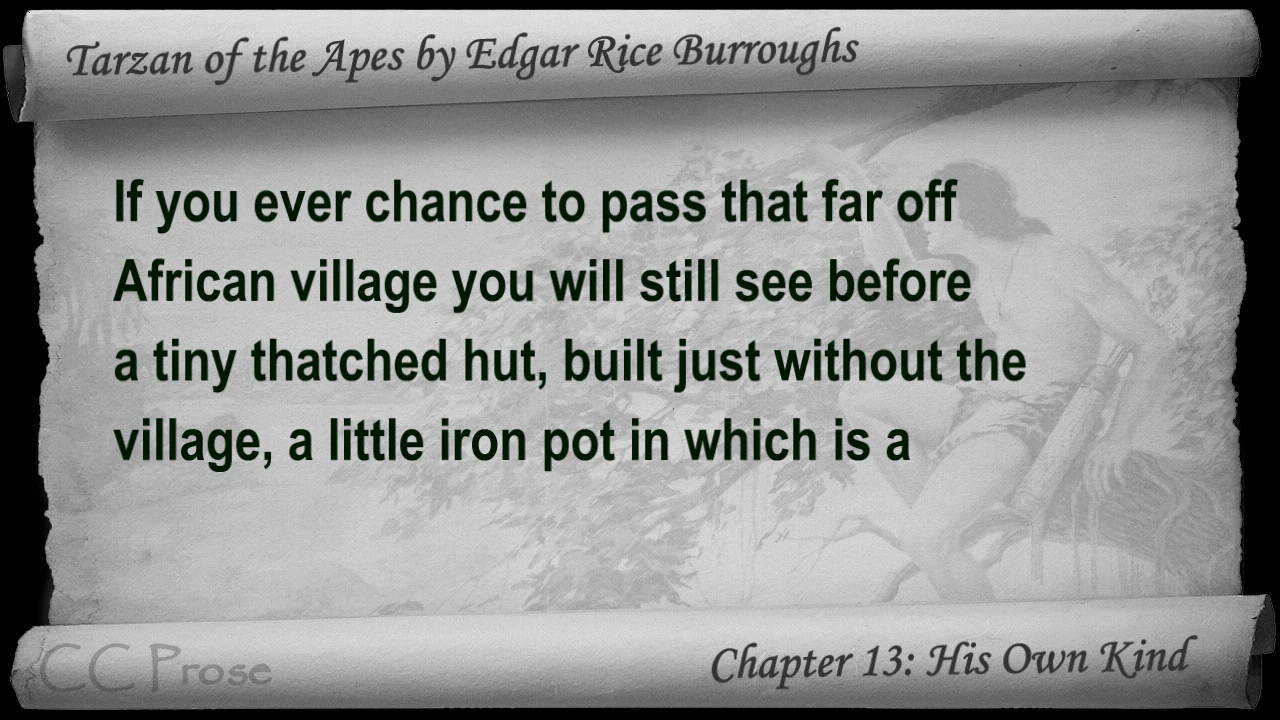 Tarzan of the Apes by Edgar Rice Burroughs
If you ever chance to pass that far off
African village you will still see before
a tiny thatched hut, built just without the
village, a little iron pot in which is a
CC Prose
Chapter 13: His Own Kind